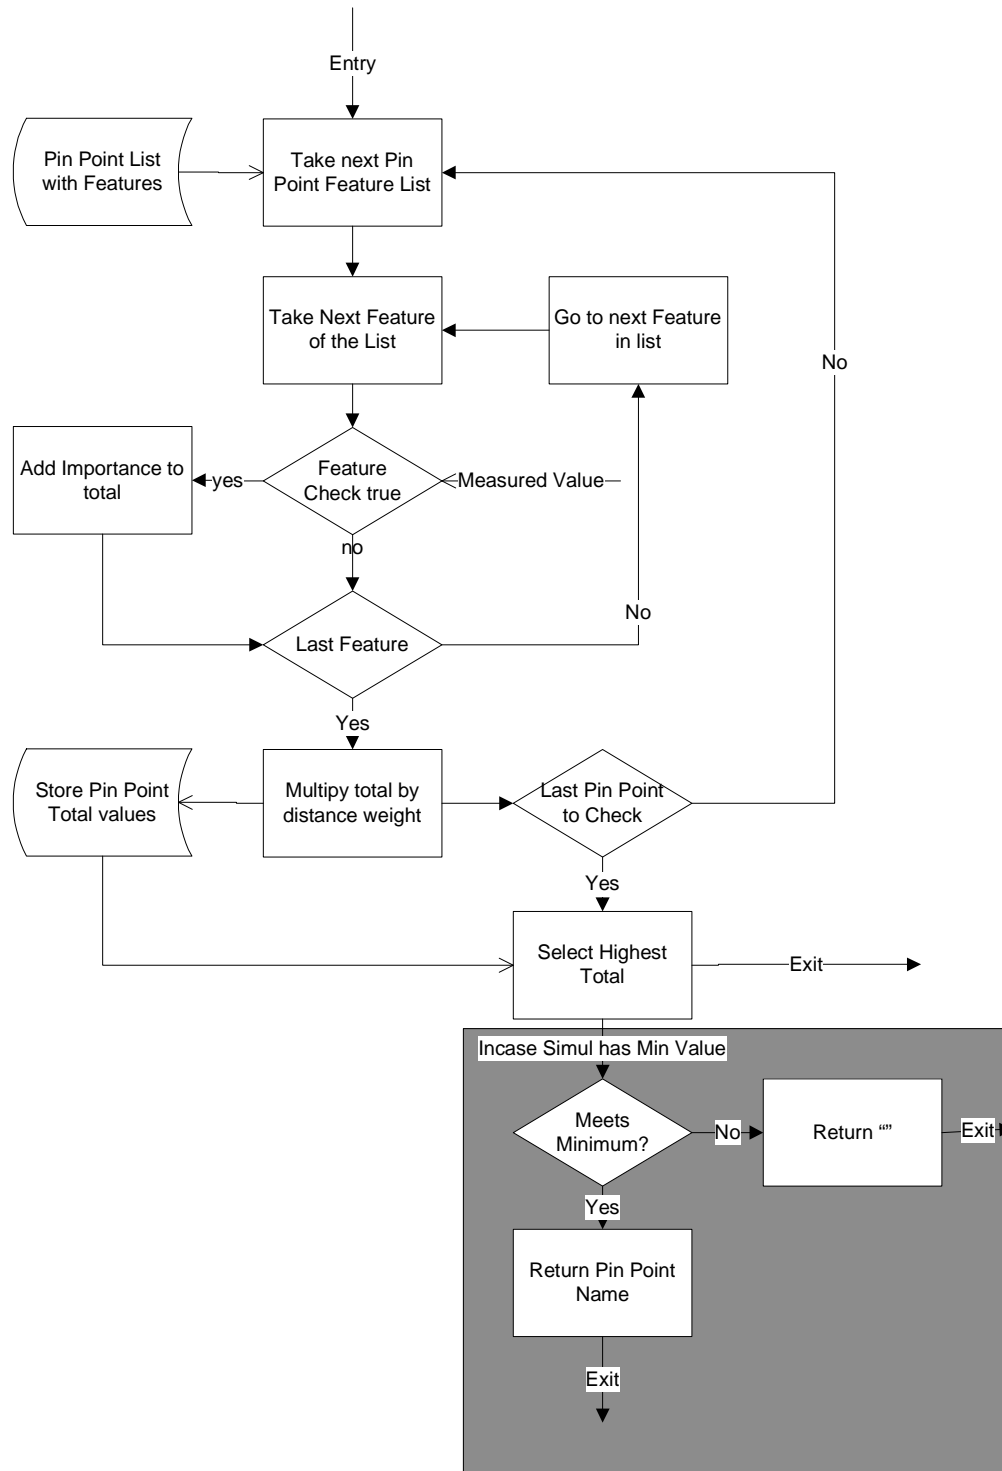 Entry
Pin Point List
with Features
Take next Pin
Point Feature List
Take Next Feature
of the List
Go to next Feature
in list
No
Add Importance to
total
yes
Feature
Check true
Measured Value
no
Last Feature
No
Yes
Store Pin Point
Total values
Multipy total by
distance weight
Last Pin Point
to Check
Yes
Select Highest
Total
Exit
Incase Simul has Min Value
Meets
Minimum?
No
Return “”
Exit
Yes
Return Pin Point
Name
Exit